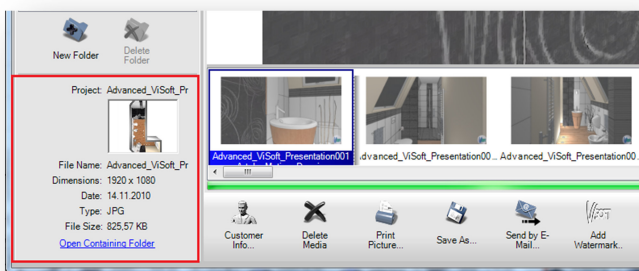 New Folder
Delete
Folder
Project: Advanced_ViSoft_Pr
File Name: Advanced_ViSoft_Pr
Dimensions: 1920 x 1080
Date: 14.11.2010
Type: JPG
File Size: 825,57 KB
Open Containing Folder
Advanced_ViSoft_Presentation001
dvanced_ViSoft_Presentation00...
Advanced_ViSoft_Presentation00.
Customer
Info...
Delete
Media
Print
Picture...
Save As...
Send by E-
Mail...
Add
Watermark..